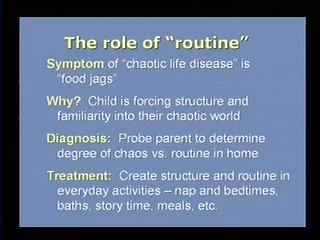 The role of “routine”
Symptom of “chaotic life disease” is
“food jags”
Why? Child is forcing structure and
familiarity into their chaotic world
Diagnosis: Probe parent to determine
degree of chaos vs. routine in home
Treatment: Create structure and routine in
everyday activities – nap and bedtimes,
baths, story time, meals, etc.